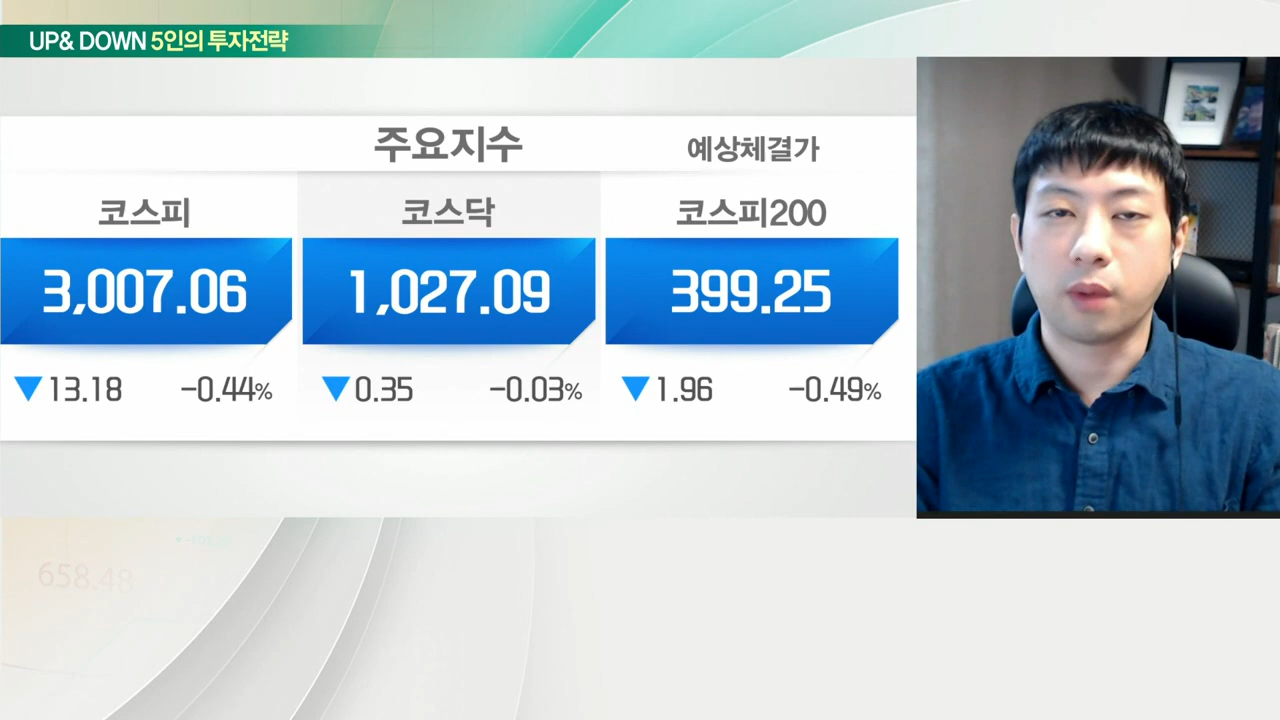 UP& DOWN 5인의 투자전략
주요지수 예상체결가
코스피 코스닥 코스피200
3,007.06 1,027.09 399.25
▼13.18 -0.44% ▼0.35 -0.03% ▼1.96 -0.49%
658.48